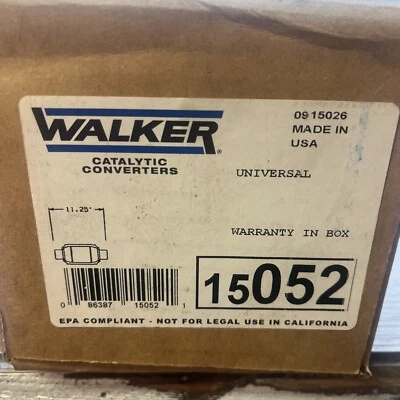 WALKER®
CATALYTIC
CONVERTERS
0915026
MADE IN
USA
UNIVERSAL
11.25"
WARRANTY IN BOX
0 86387 15052 1
15052
EPA COMPLIANT - NOT FOR LEGAL USE IN CALIFORNIA